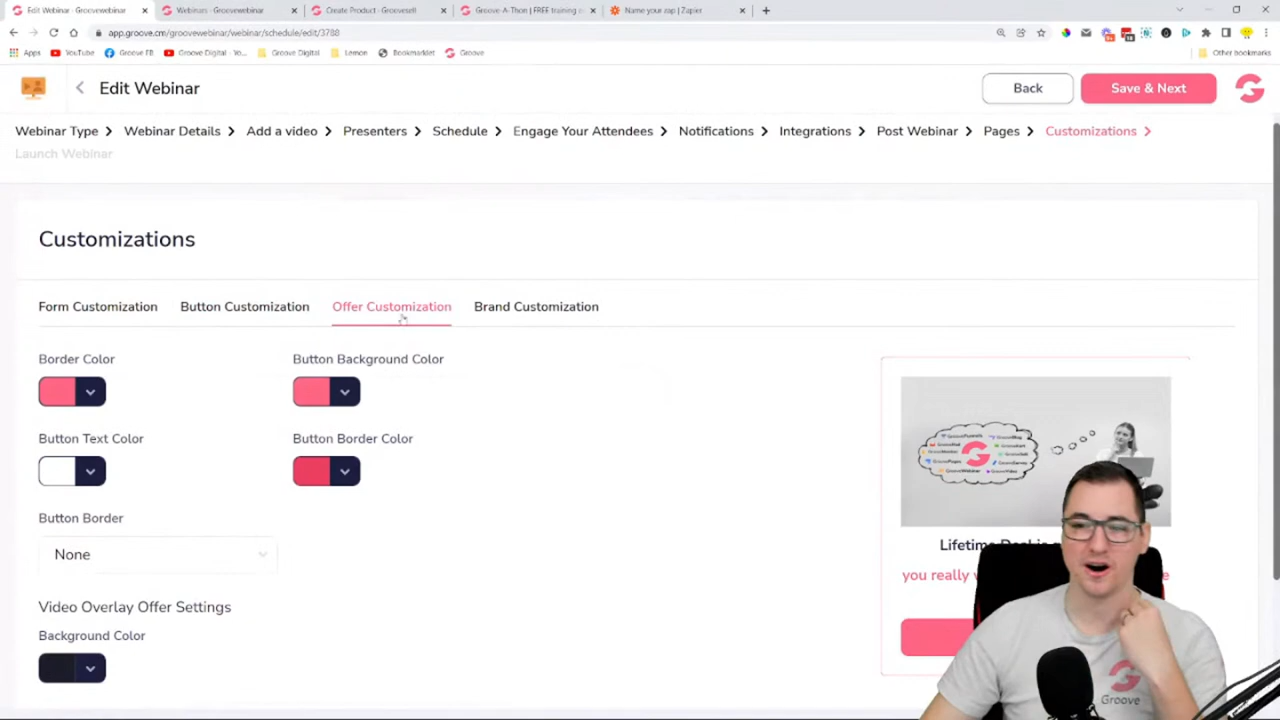 Edit Webinar - Groovewebinar
Webinars - Groovewebinar
Create Product - Groovesell
Groove-A-Thon | FREE training
Name your zap | Zapier
app.groove.cm/groovewebinar/webinar/schedule/edit/3788
Apps
YouTube
Groove FB
Groove Digital - Yo...
Groove Digital
Lemon
Bookmarklet
Groove
Other bookmarks
Edit Webinar
Back
Save & Next
Webinar Type
Webinar Details
Add a video
Presenters
Schedule
Engage Your Attendees
Notifications
Integrations
Post Webinar
Pages
Customizations
Launch Webinar
Customizations
Form Customization
Button Customization
Offer Customization
Brand Customization
Border Color
Button Background Color
Button Text Color
Button Border Color
Button Border
None
Lifetime
you really
Video Overlay Offer Settings
Background Color
Groove